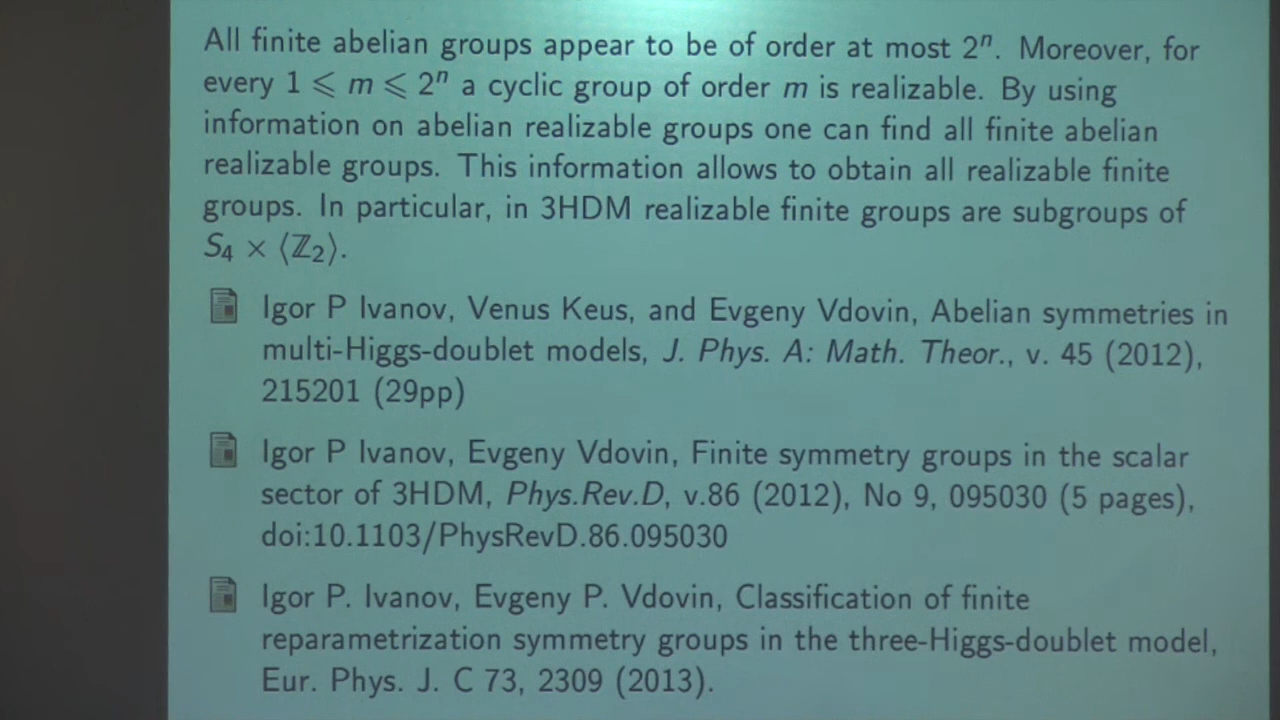 All finite abelian groups appear to be of order at most 2ⁿ. Moreover, for
every 1 ⩽ m ⩽ 2ⁿ a cyclic group of order m is realizable. By using
information on abelian realizable groups one can find all finite abelian
realizable groups. This information allows to obtain all realizable finite
groups. In particular, in 3HDM realizable finite groups are subgroups of
S₄ × ⟨ℤ₂⟩.
Igor P Ivanov, Venus Keus, and Evgeny Vdovin, Abelian symmetries in
multi-Higgs-doublet models, J. Phys. A: Math. Theor., v. 45 (2012),
215201 (29pp)
Igor P Ivanov, Evgeny Vdovin, Finite symmetry groups in the scalar
sector of 3HDM, Phys.Rev.D, v.86 (2012), No 9, 095030 (5 pages),
doi:10.1103/PhysRevD.86.095030
Igor P. Ivanov, Evgeny P. Vdovin, Classification of finite
reparametrization symmetry groups in the three-Higgs-doublet model,
Eur. Phys. J. C 73, 2309 (2013).